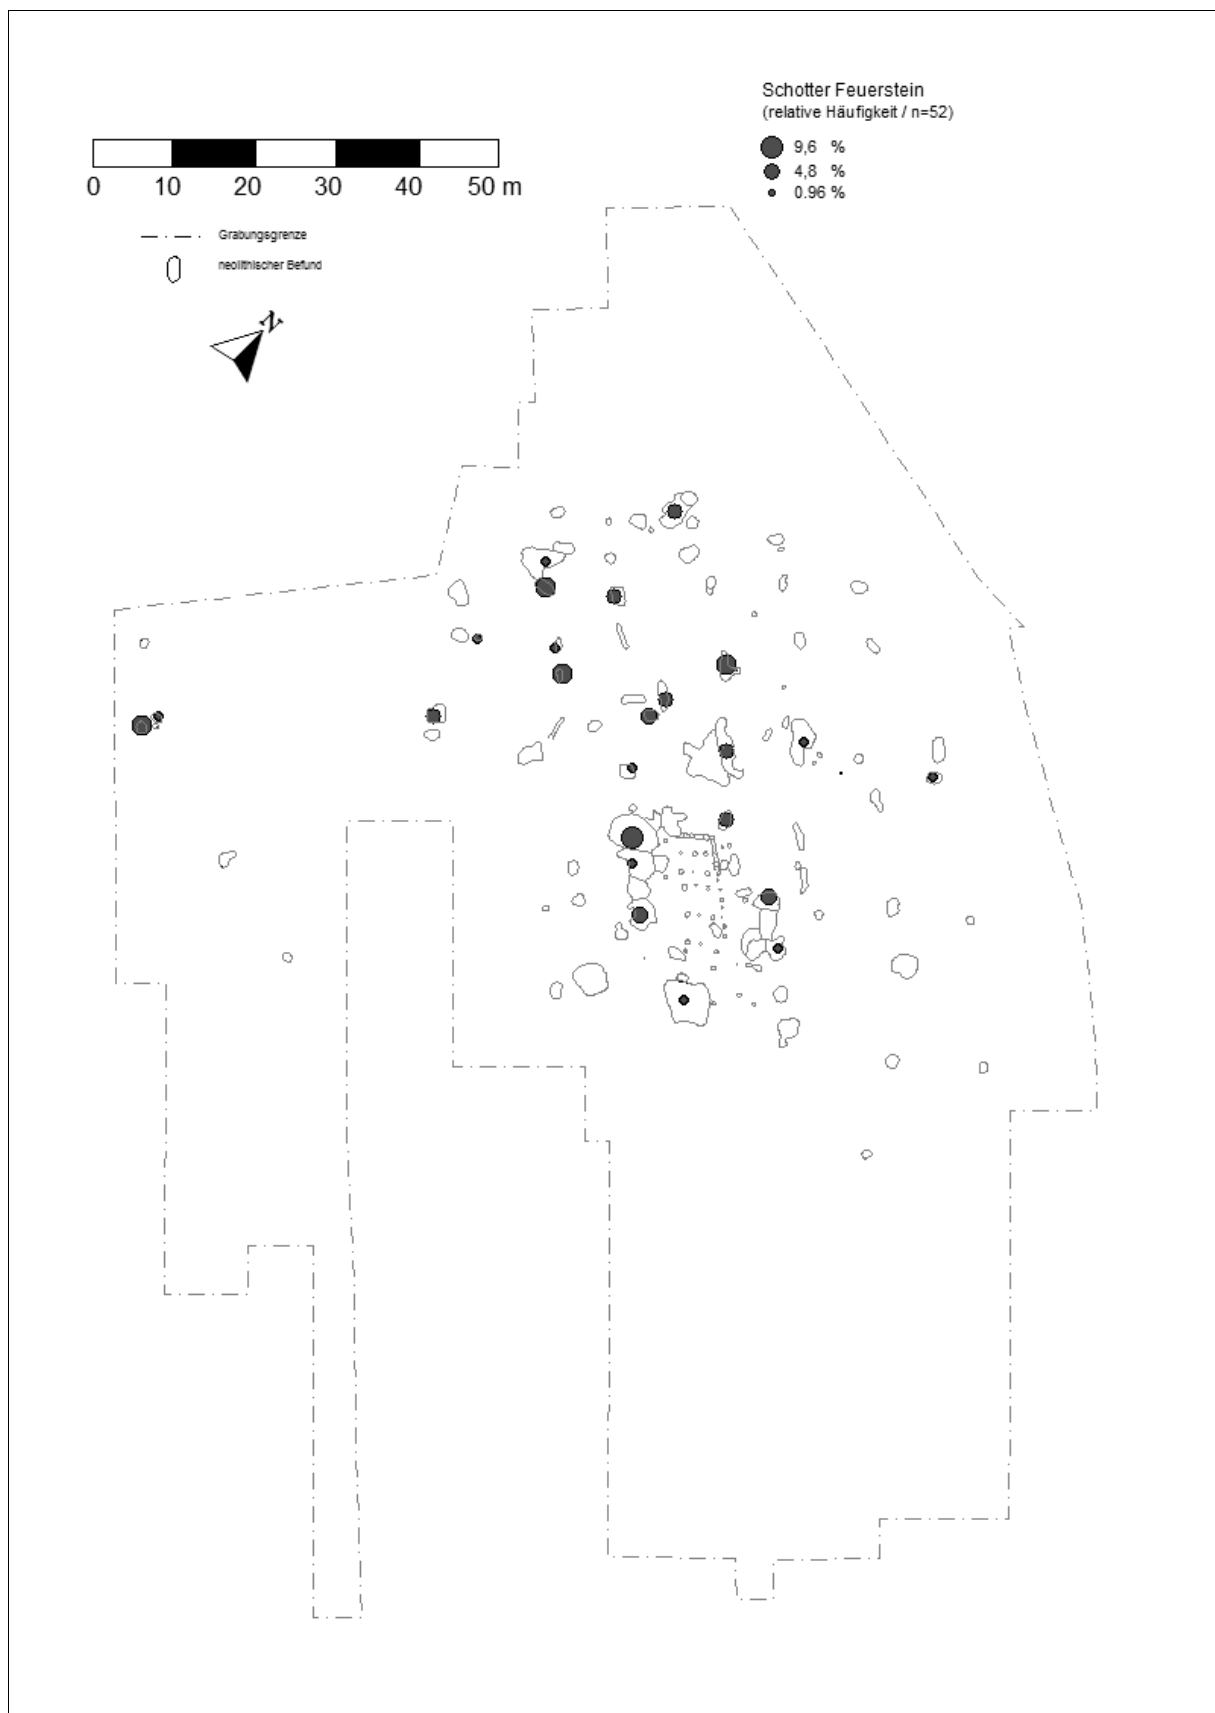 Schotter Feuerstein
(relative Häufigkeit / n=52)
9,6 %
4,8 %
0.96 %
0 10 20 30 40 50 m
Grabungsgrenze
neolithischer Befund
N